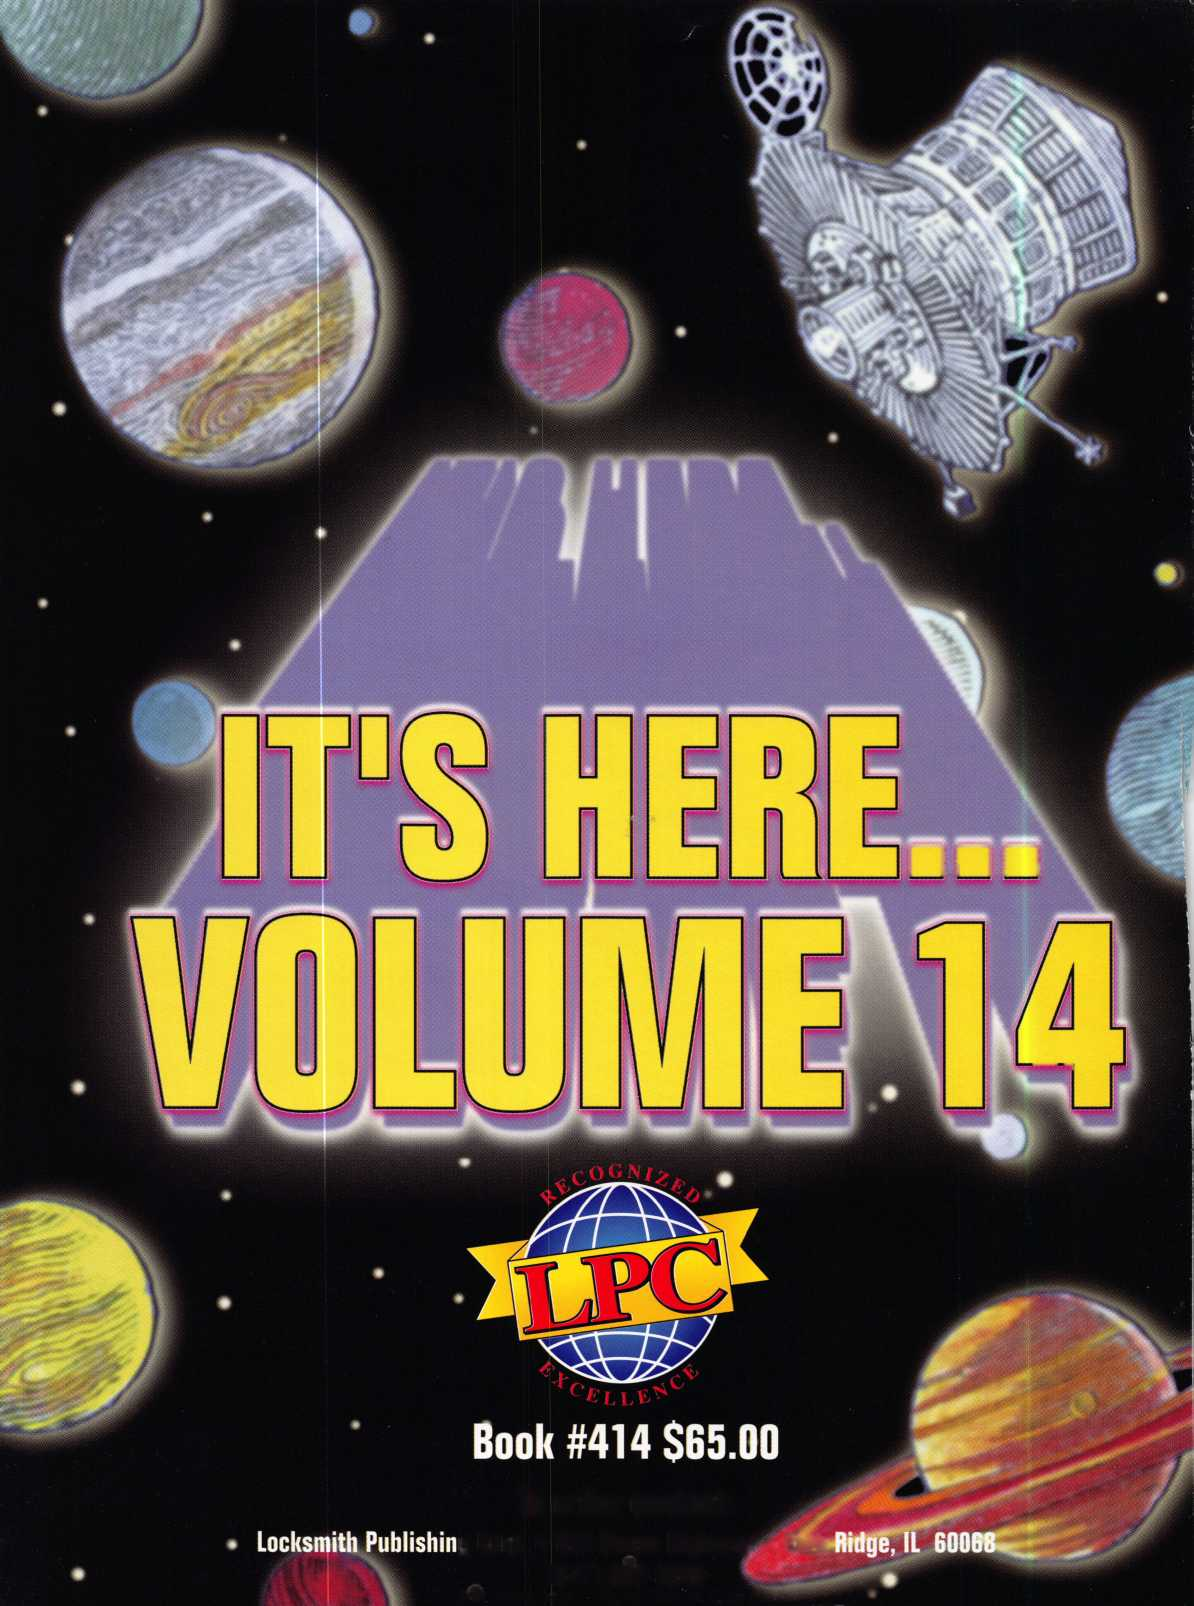 IT'S HERE...
VOLUME 14
RECOGNIZED
LPC
EXCELLENCE
Book #414 $65.00
Locksmith Publishin Ridge, IL 60068